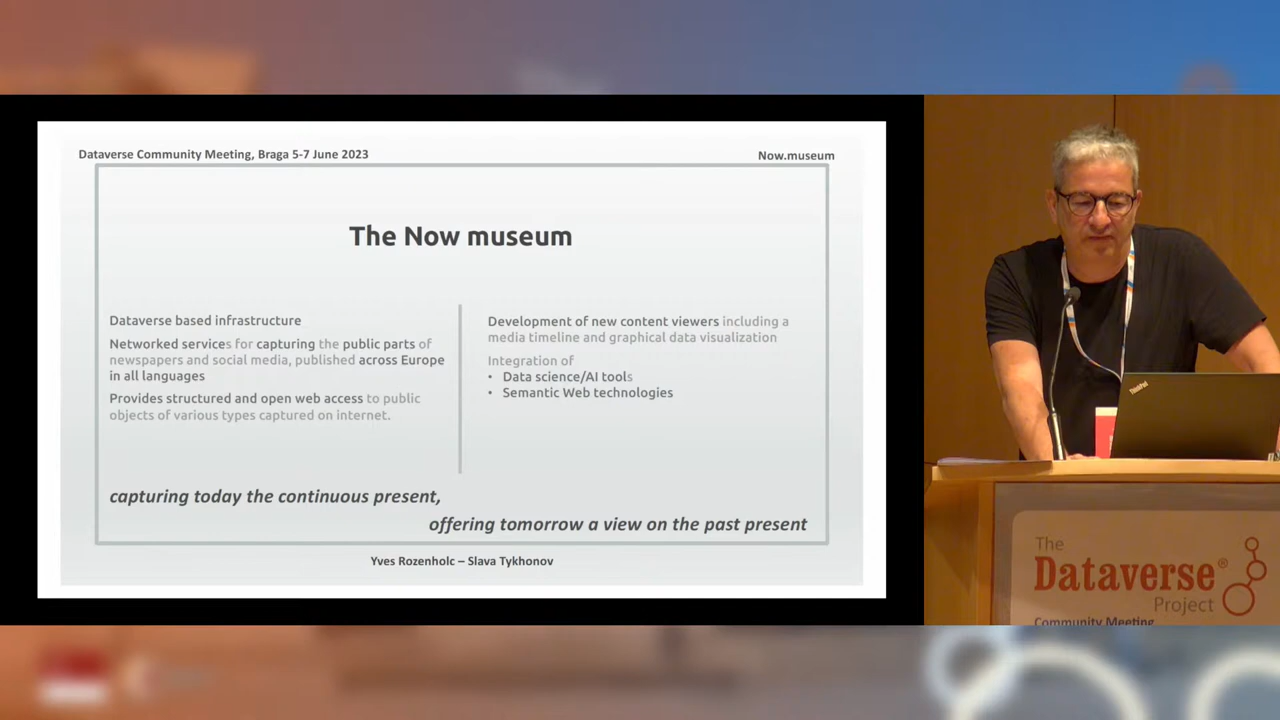 Dataverse Community Meeting, Braga 5-7 June 2023
Now.museum
The Now museum
Dataverse based infrastructure
Networked services for capturing the public parts of
newspapers and social media, published across Europe
in all languages
Provides structured and open web access to public
objects of various types captured on internet.
Development of new content viewers including a
media timeline and graphical data visualization
Integration of
• Data science/AI tools
• Semantic Web technologies
capturing today the continuous present,
offering tomorrow a view on the past present
Yves Rozenholc – Slava Tykhonov
ThinkPad
The
Dataverse®
Project
Community Meeting